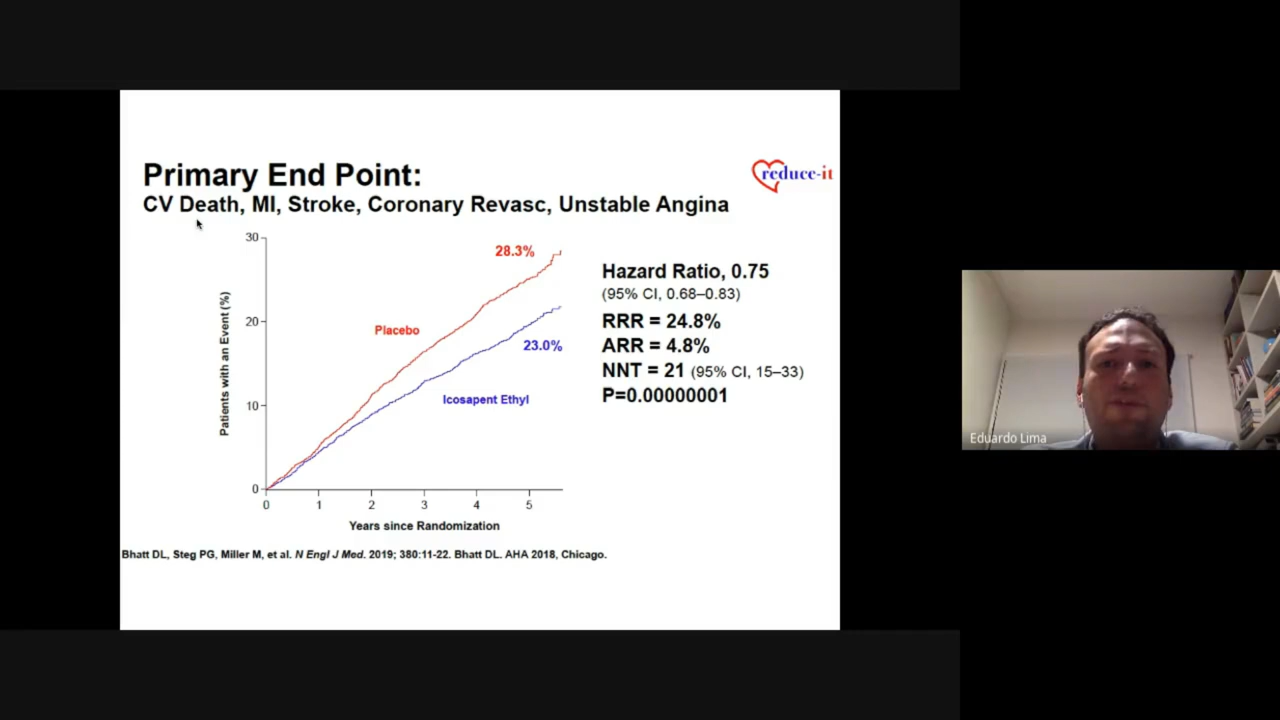 Primary End Point:
reduce-it
CV Death, MI, Stroke, Coronary Revasc, Unstable Angina
30
20
10
0
Patients with an Event (%)
28.3%
Placebo
23.0%
Icosapent Ethyl
0 1 2 3 4 5
Years since Randomization
Hazard Ratio, 0.75
(95% CI, 0.68–0.83)
RRR = 24.8%
ARR = 4.8%
NNT = 21 (95% CI, 15–33)
P=0.00000001
Bhatt DL, Steg PG, Miller M, et al. N Engl J Med. 2019; 380:11-22. Bhatt DL. AHA 2018, Chicago.
Eduardo Lima